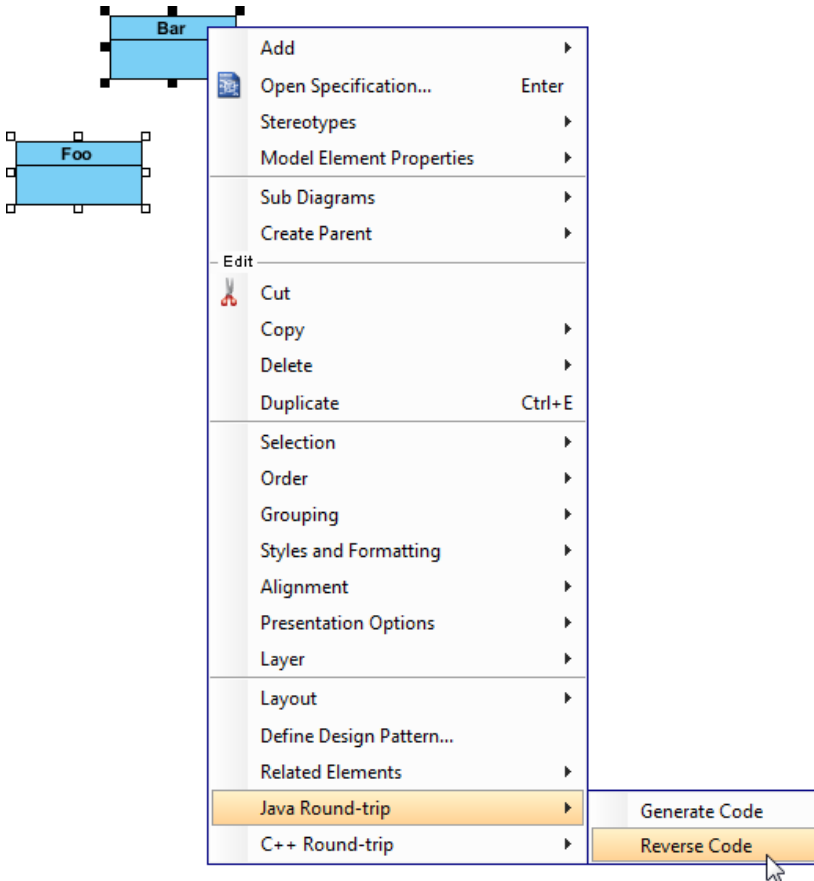 Bar
Foo
Add
Open Specification... Enter
Stereotypes
Model Element Properties
Sub Diagrams
Create Parent
Edit
Cut
Copy
Delete
Duplicate Ctrl+E
Selection
Order
Grouping
Styles and Formatting
Alignment
Presentation Options
Layer
Layout
Define Design Pattern...
Related Elements
Java Round-trip
C++ Round-trip
Generate Code
Reverse Code